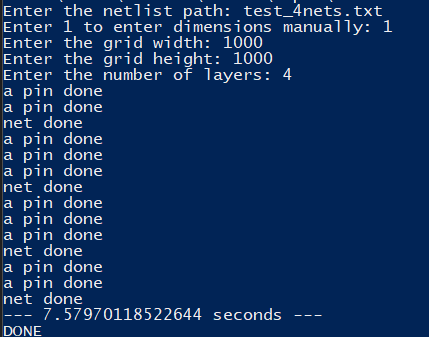 Enter the netlist path: test_4nets.txt
Enter 1 to enter dimensions manually: 1
Enter the grid width: 1000
Enter the grid height: 1000
Enter the number of layers: 4
a pin done
a pin done
net done
a pin done
a pin done
a pin done
net done
a pin done
a pin done
a pin done
net done
a pin done
a pin done
net done
--- 7.57970118522644 seconds ---
DONE